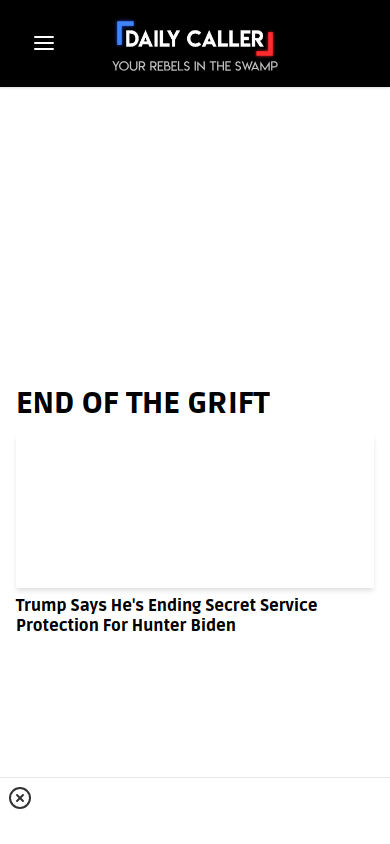 DAILY CALLER
YOUR REBELS IN THE SWAMP
END OF THE GRIFT
Trump Says He's Ending Secret Service
Protection For Hunter Biden